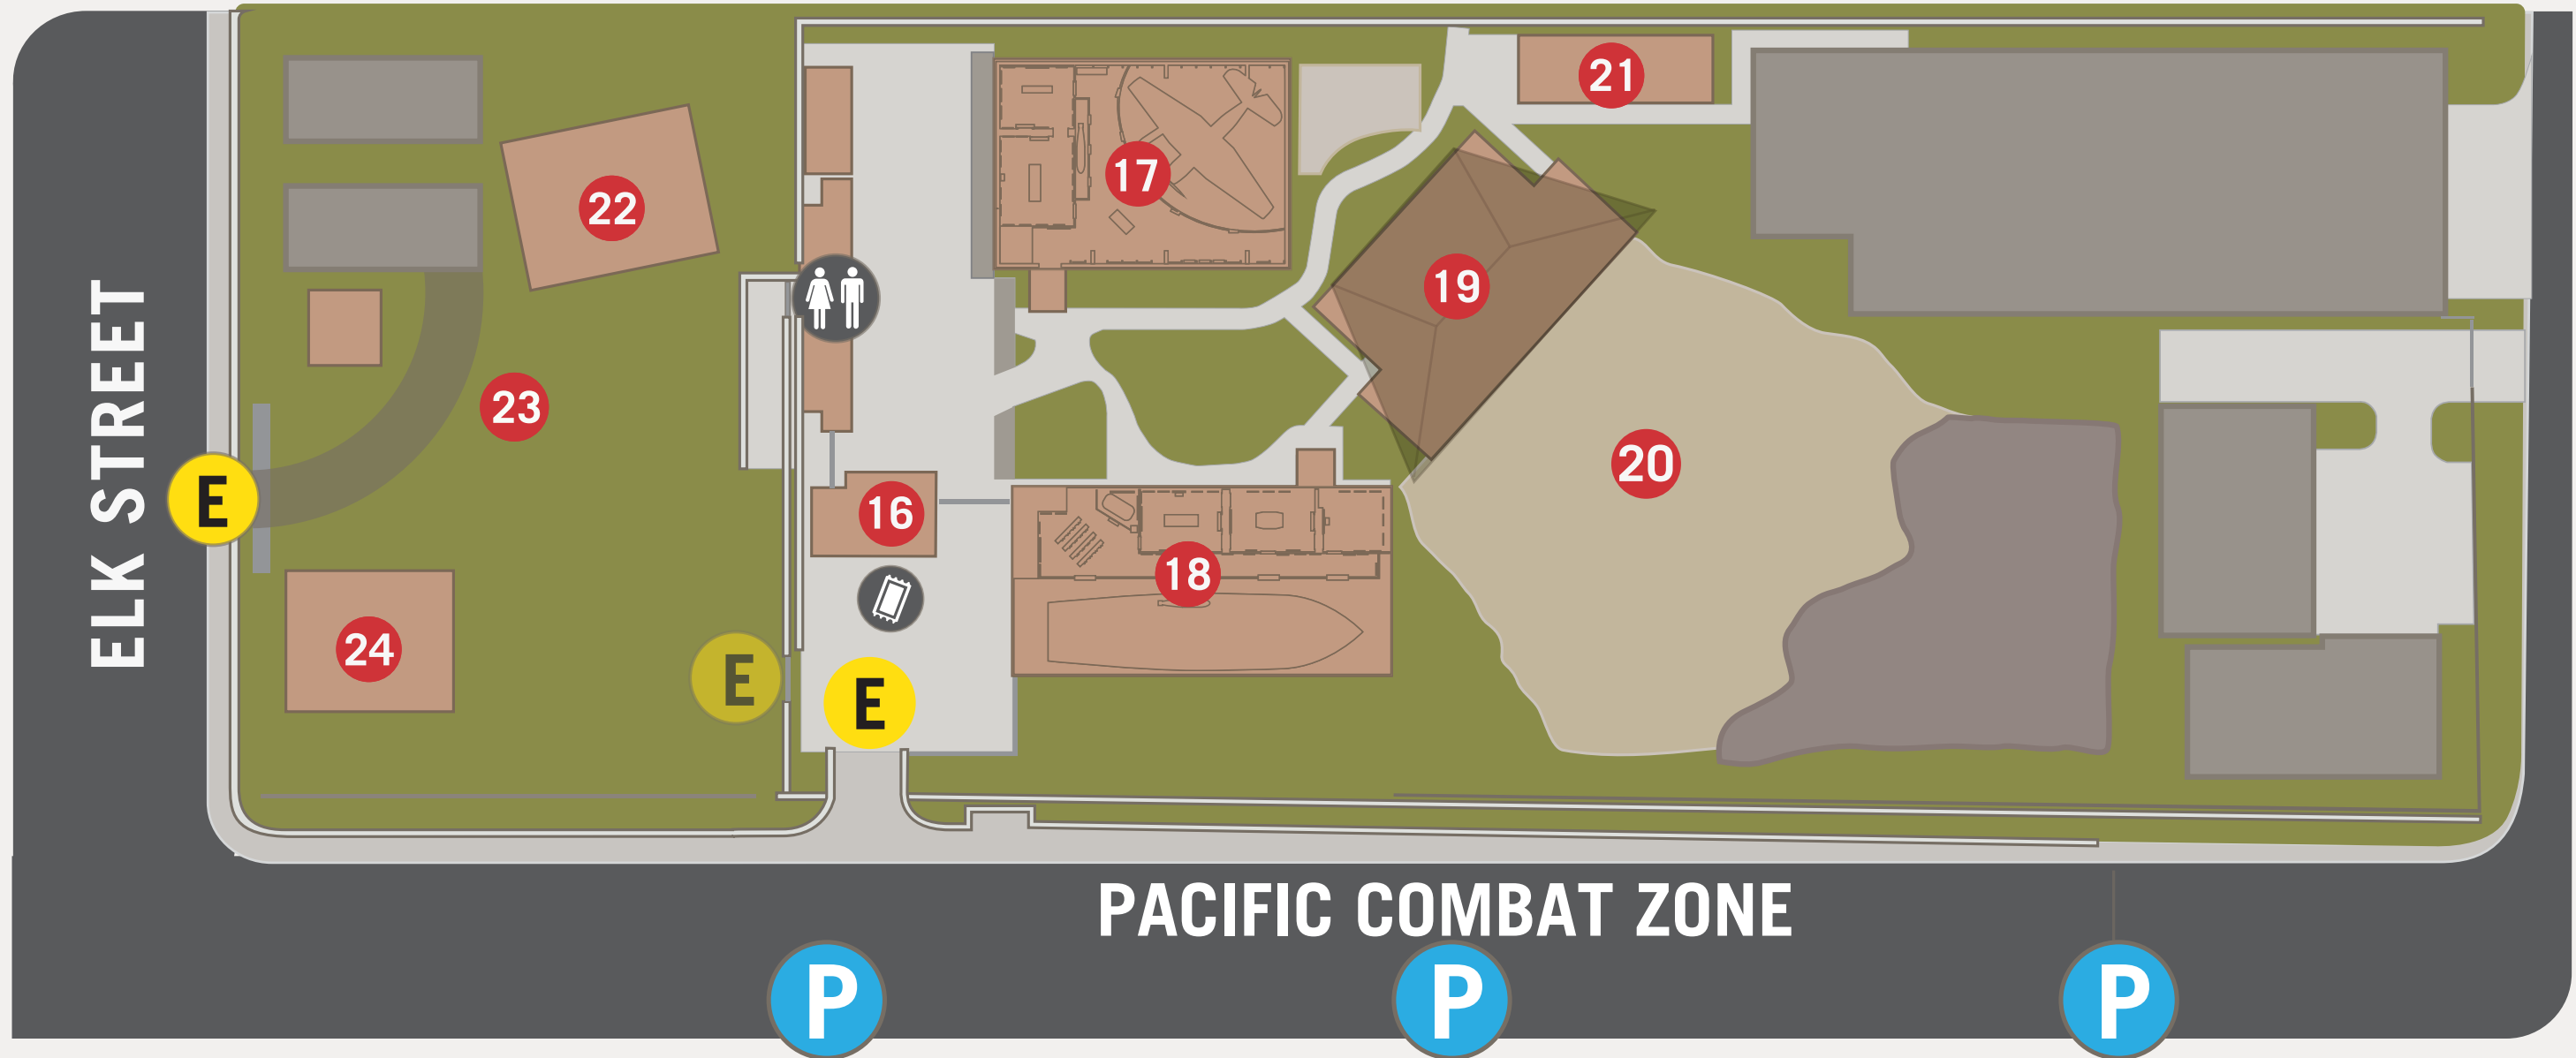 21
17
22
19
23
20
E
16
18
24
E
E
ELK STREET
PACIFIC COMBAT ZONE
P
P
P